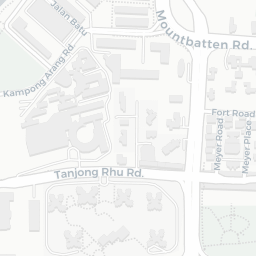 Jalan Batu
Mountbatten Rd.
Kampong Arang Rd.
Fort Road
Meyer Road
Meyer Place
Tanjong Rhu Rd.